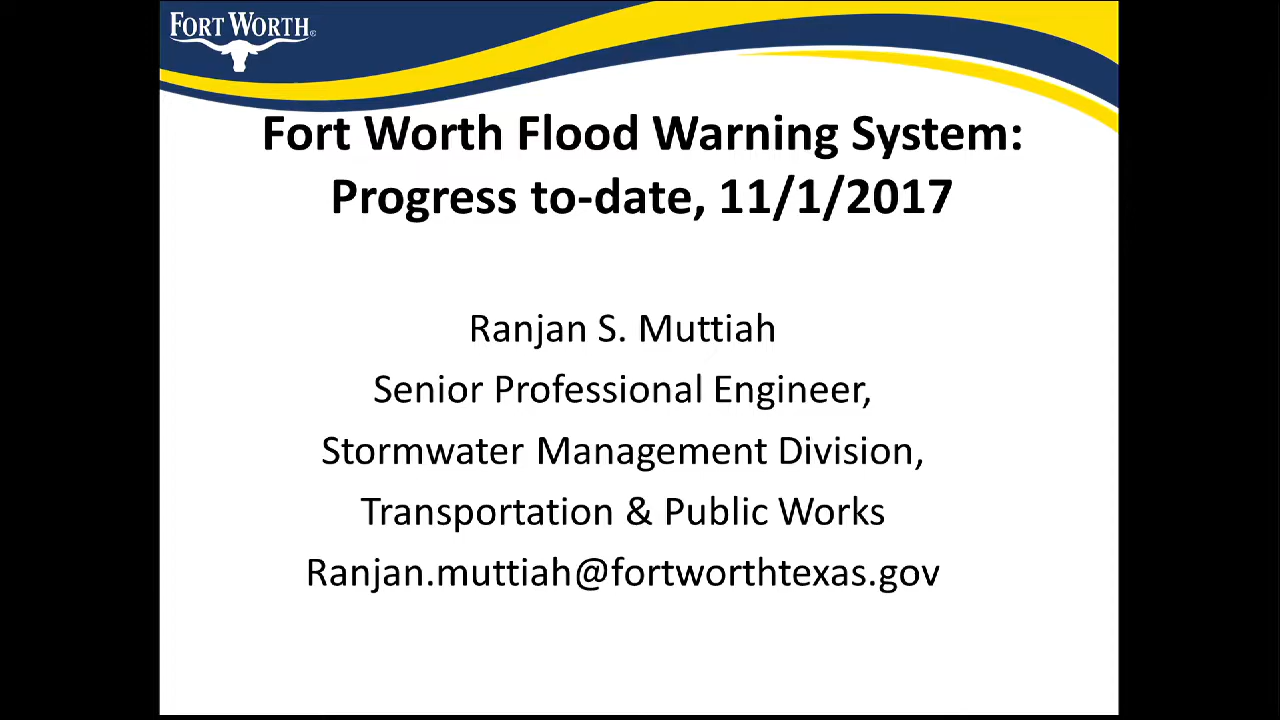 FORT WORTH®
Fort Worth Flood Warning System:
Progress to-date, 11/1/2017
Ranjan S. Muttiah
Senior Professional Engineer,
Stormwater Management Division,
Transportation & Public Works
Ranjan.muttiah@fortworthtexas.gov